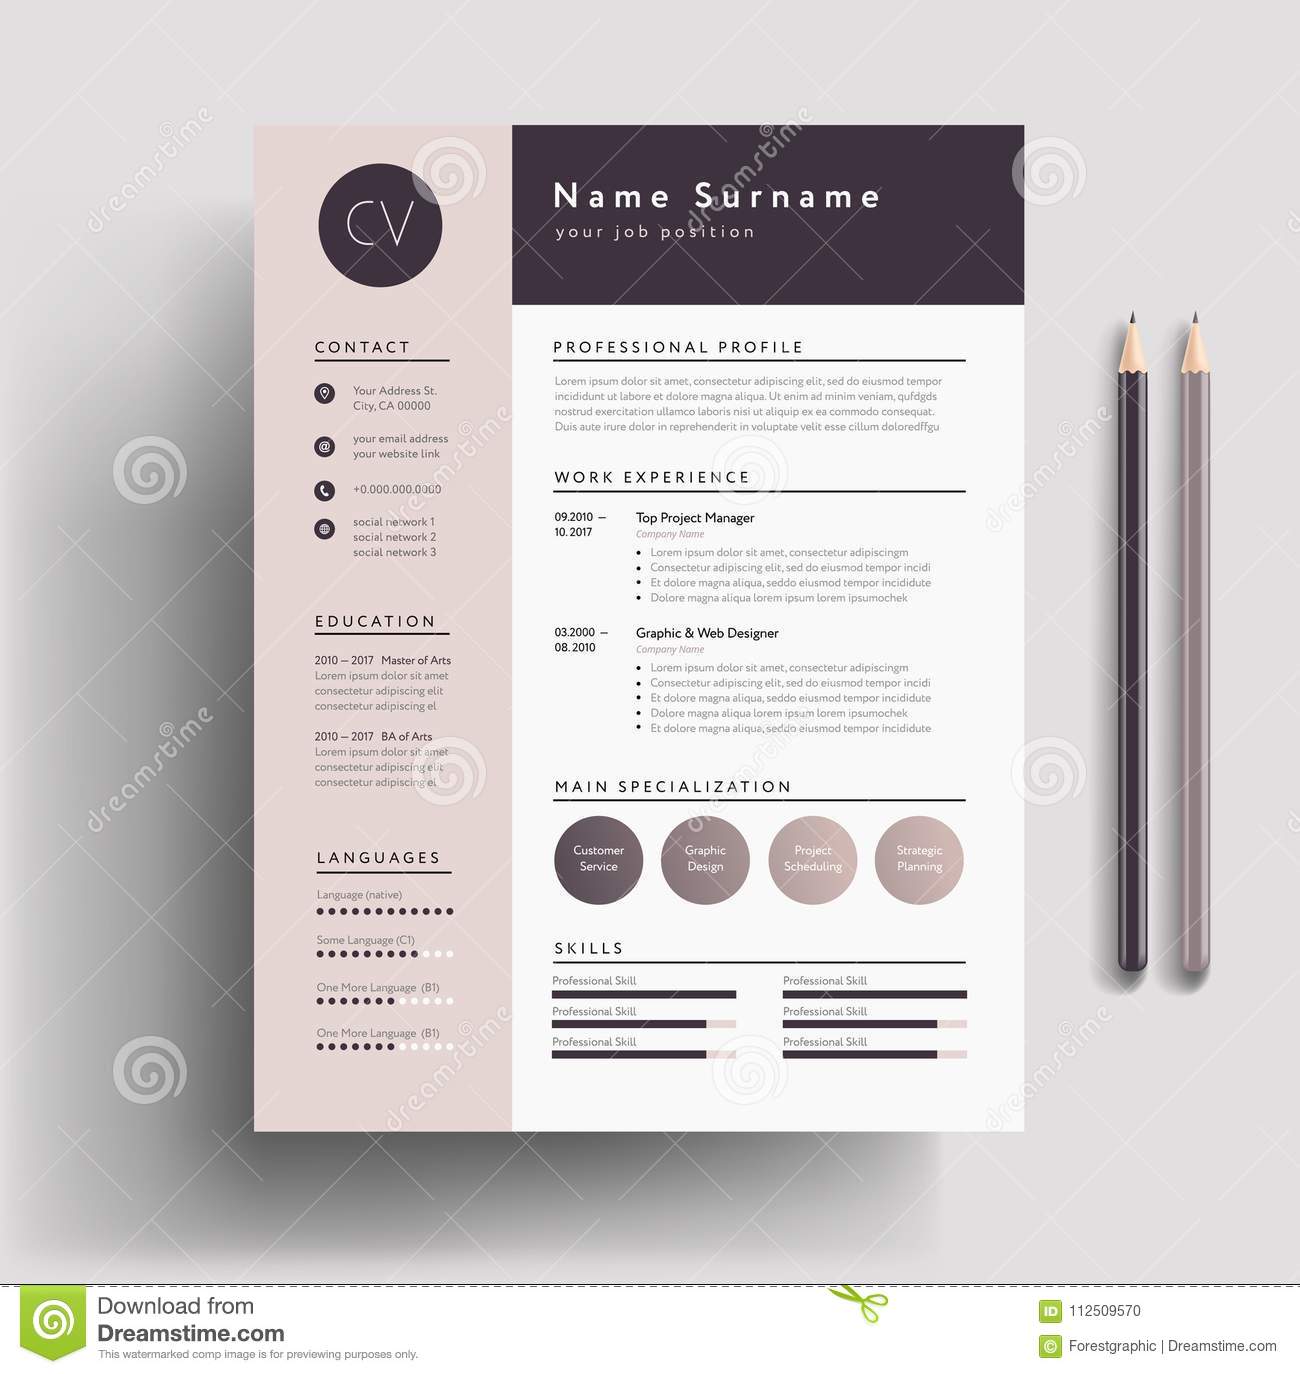 CV
Name Surname
your job position
CONTACT
Your Address St.
City, CA 00000
your email address
your website link
+0.000.000.0000
social network 1
social network 2
social network 3
EDUCATION
2010 – 2017 Master of Arts
Lorem ipsum dolor sit amet
consectetur adipiscing elit
consectetur adipiscing el
2010 – 2017 BA of Arts
Lorem ipsum dolor sit amet
consectetur adipiscing elit
consectetur adipiscing el
LANGUAGES
Language (native)
Some Language (C1)
One More Language (B1)
One More Language (B1)
PROFESSIONAL PROFILE
Lorem ipsum dolor sit amet, consectetur adipiscing elit, sed do eiusmod tempor
incididunt ut labore et dolore magna aliqua. Ut enim ad minim veniam, qufdgds
nostrud exercitation ullamco laboris nisi ut aliquip ex ea commodo consequat.
Duis aute irure dolor in reprehenderit in voluptate velit esse cillum doloredffgu
WORK EXPERIENCE
09.2010 –
10.2017
Top Project Manager
Company Name
• Lorem ipsum dolor sit amet, consectetur adipiscingm
• Consectetur adipiscing elit, sed do eiusmod tempor incidi
• Et dolore magna aliqua, seddo eiusmod tempor incididute
• Dolore magna aliqua lorem ipsum lorem ipsumochek
03.2000 –
08.2010
Graphic & Web Designer
Company Name
• Lorem ipsum dolor sit amet, consectetur adipiscingm
• Consectetur adipiscing elit, sed do eiusmod tempor incidi
• Et dolore magna aliqua, seddo eiusmod tempor incididute
• Dolore magna aliqua lorem ipsum lorem ipsumochek
• Et dolore magna aliqua, seddo eiusmod tempor incididute
MAIN SPECIALIZATION
Customer
Service
Graphic
Design
Project
Scheduling
Strategic
Planning
SKILLS
Professional Skill
Professional Skill
Professional Skill
Professional Skill
Professional Skill
Professional Skill
dreamstime
dreamstime
dreamstime
dreamstime
dreamstime
dreamstime
dreamstime
dreamstime
Download from
Dreamstime.com
This watermarked comp image is for previewing purposes only.
ID 112509570
© Forestgraphic | Dreamstime.com